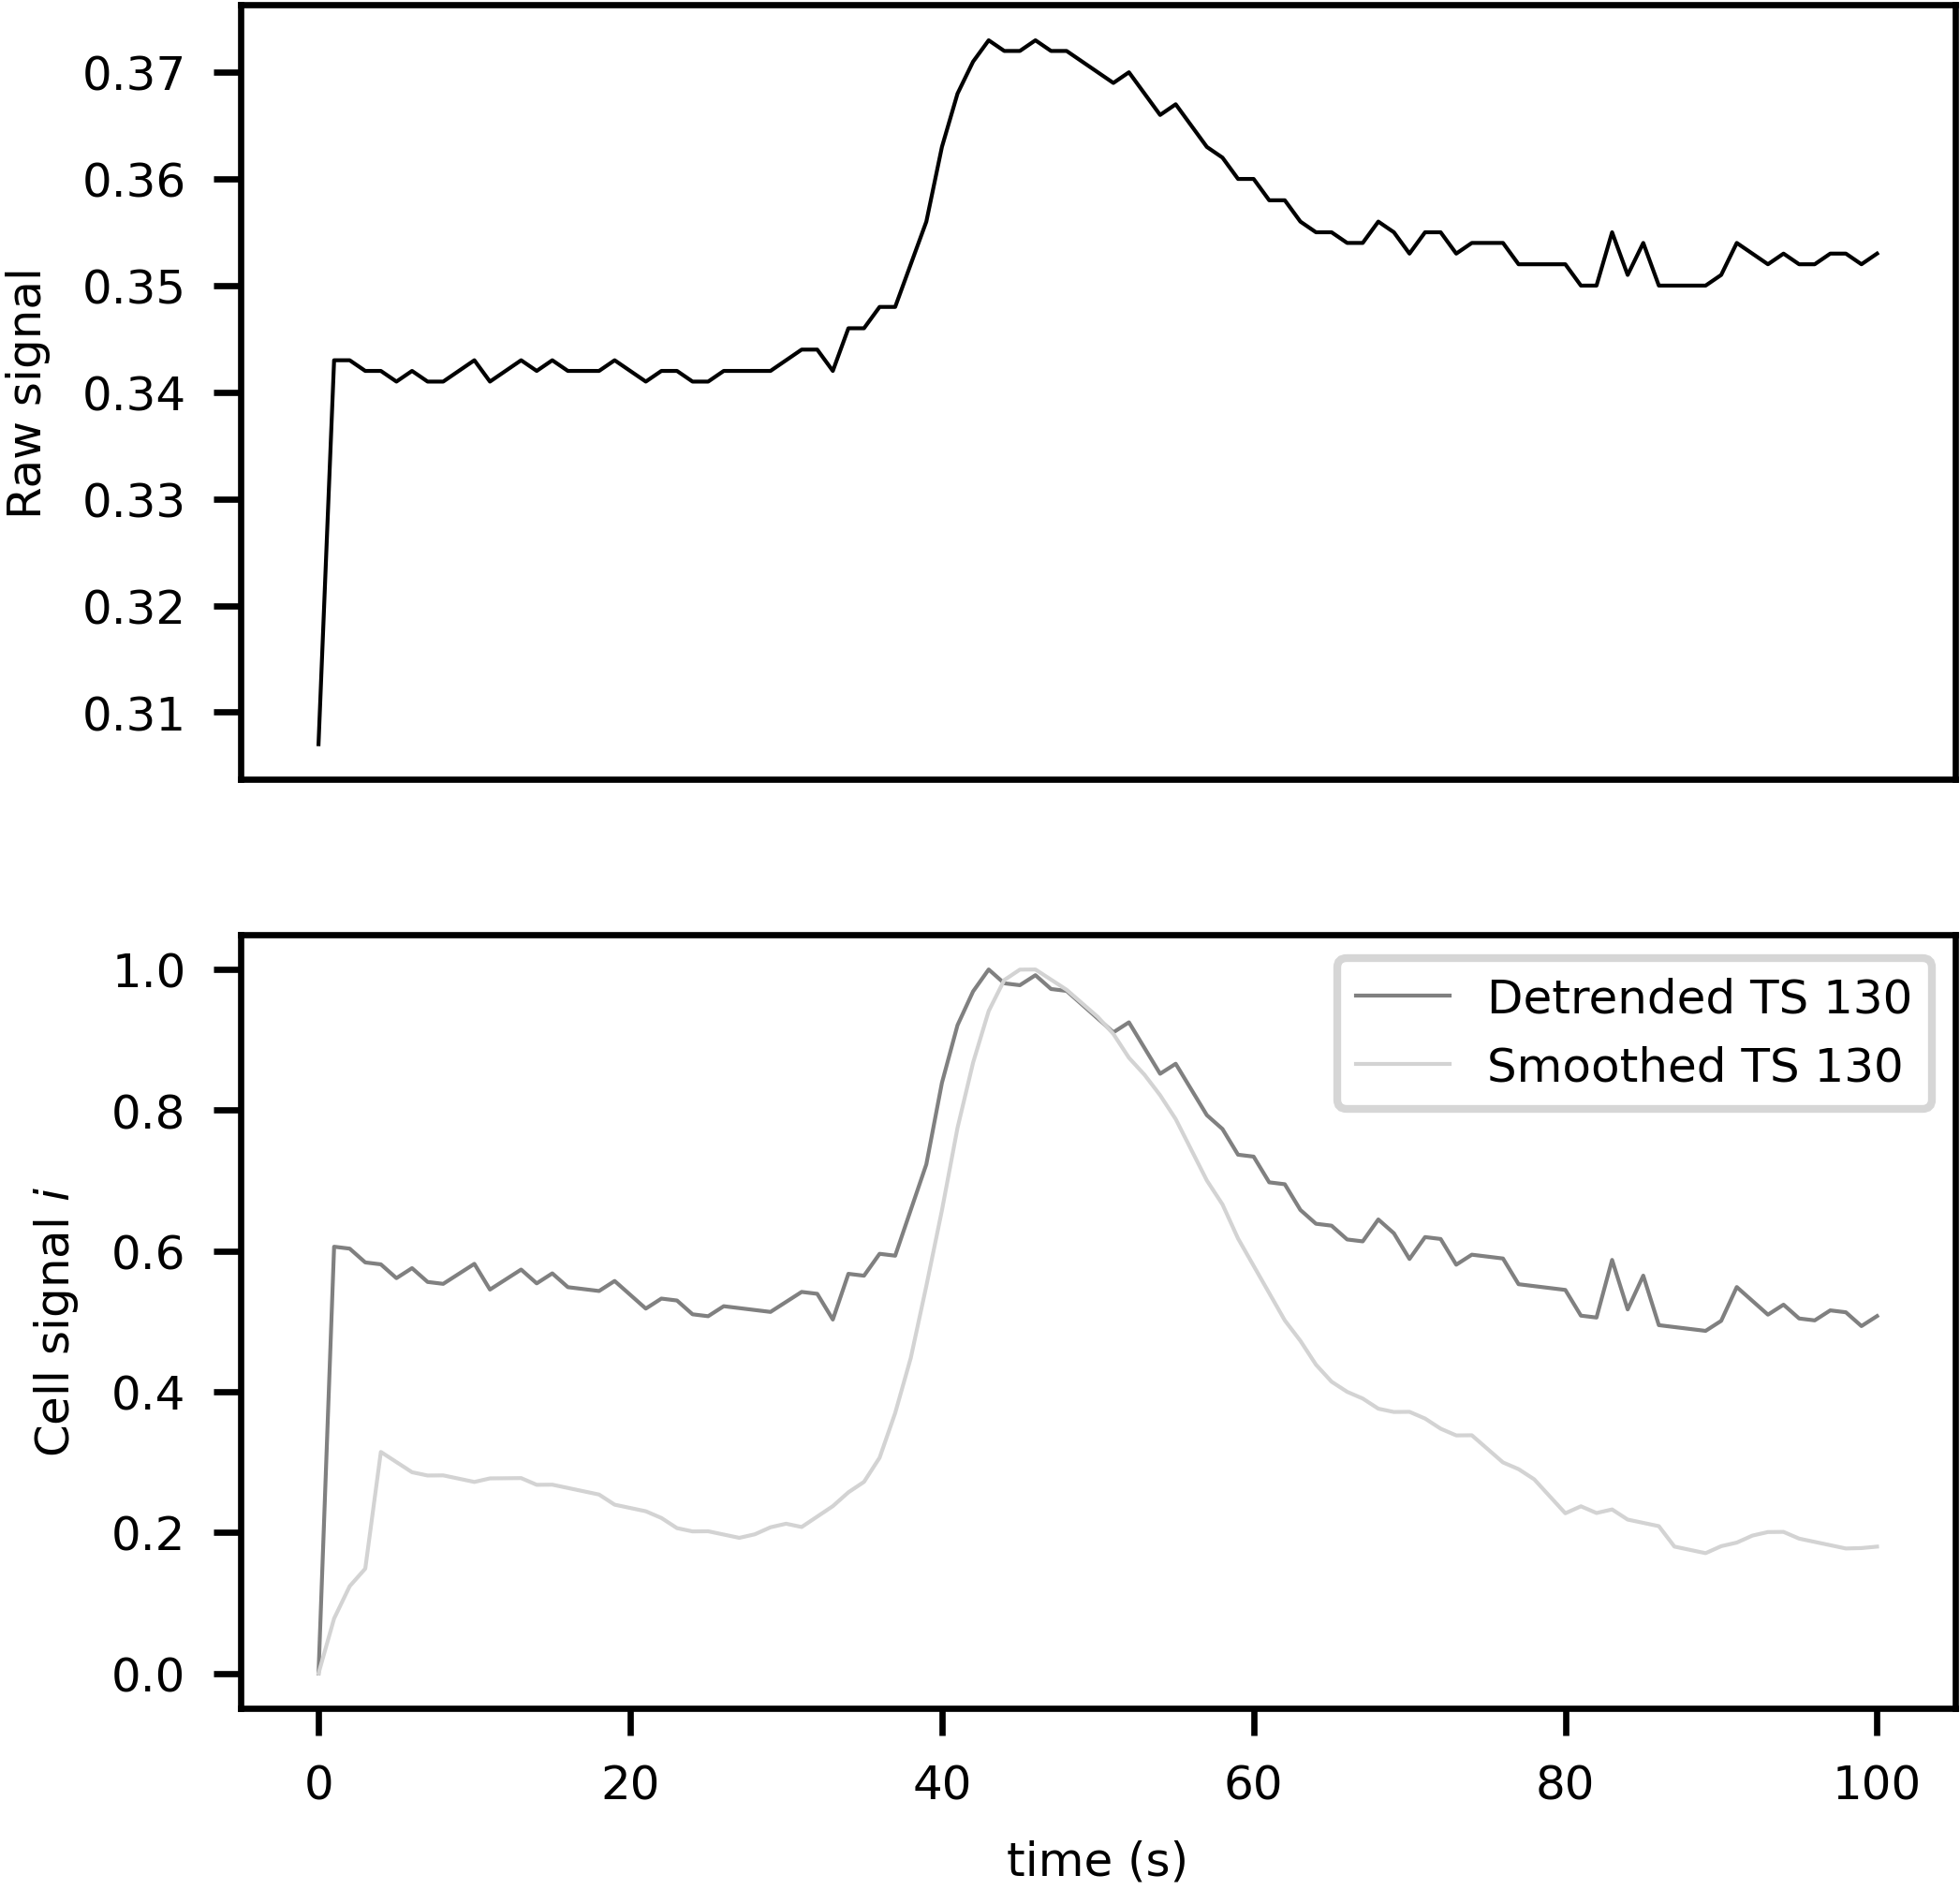 Raw signal
0.37
0.36
0.35
0.34
0.33
0.32
0.31
Cell signal i
1.0
0.8
0.6
0.4
0.2
0.0
Detrended TS 130
Smoothed TS 130
0 20 40 60 80 100
time (s)